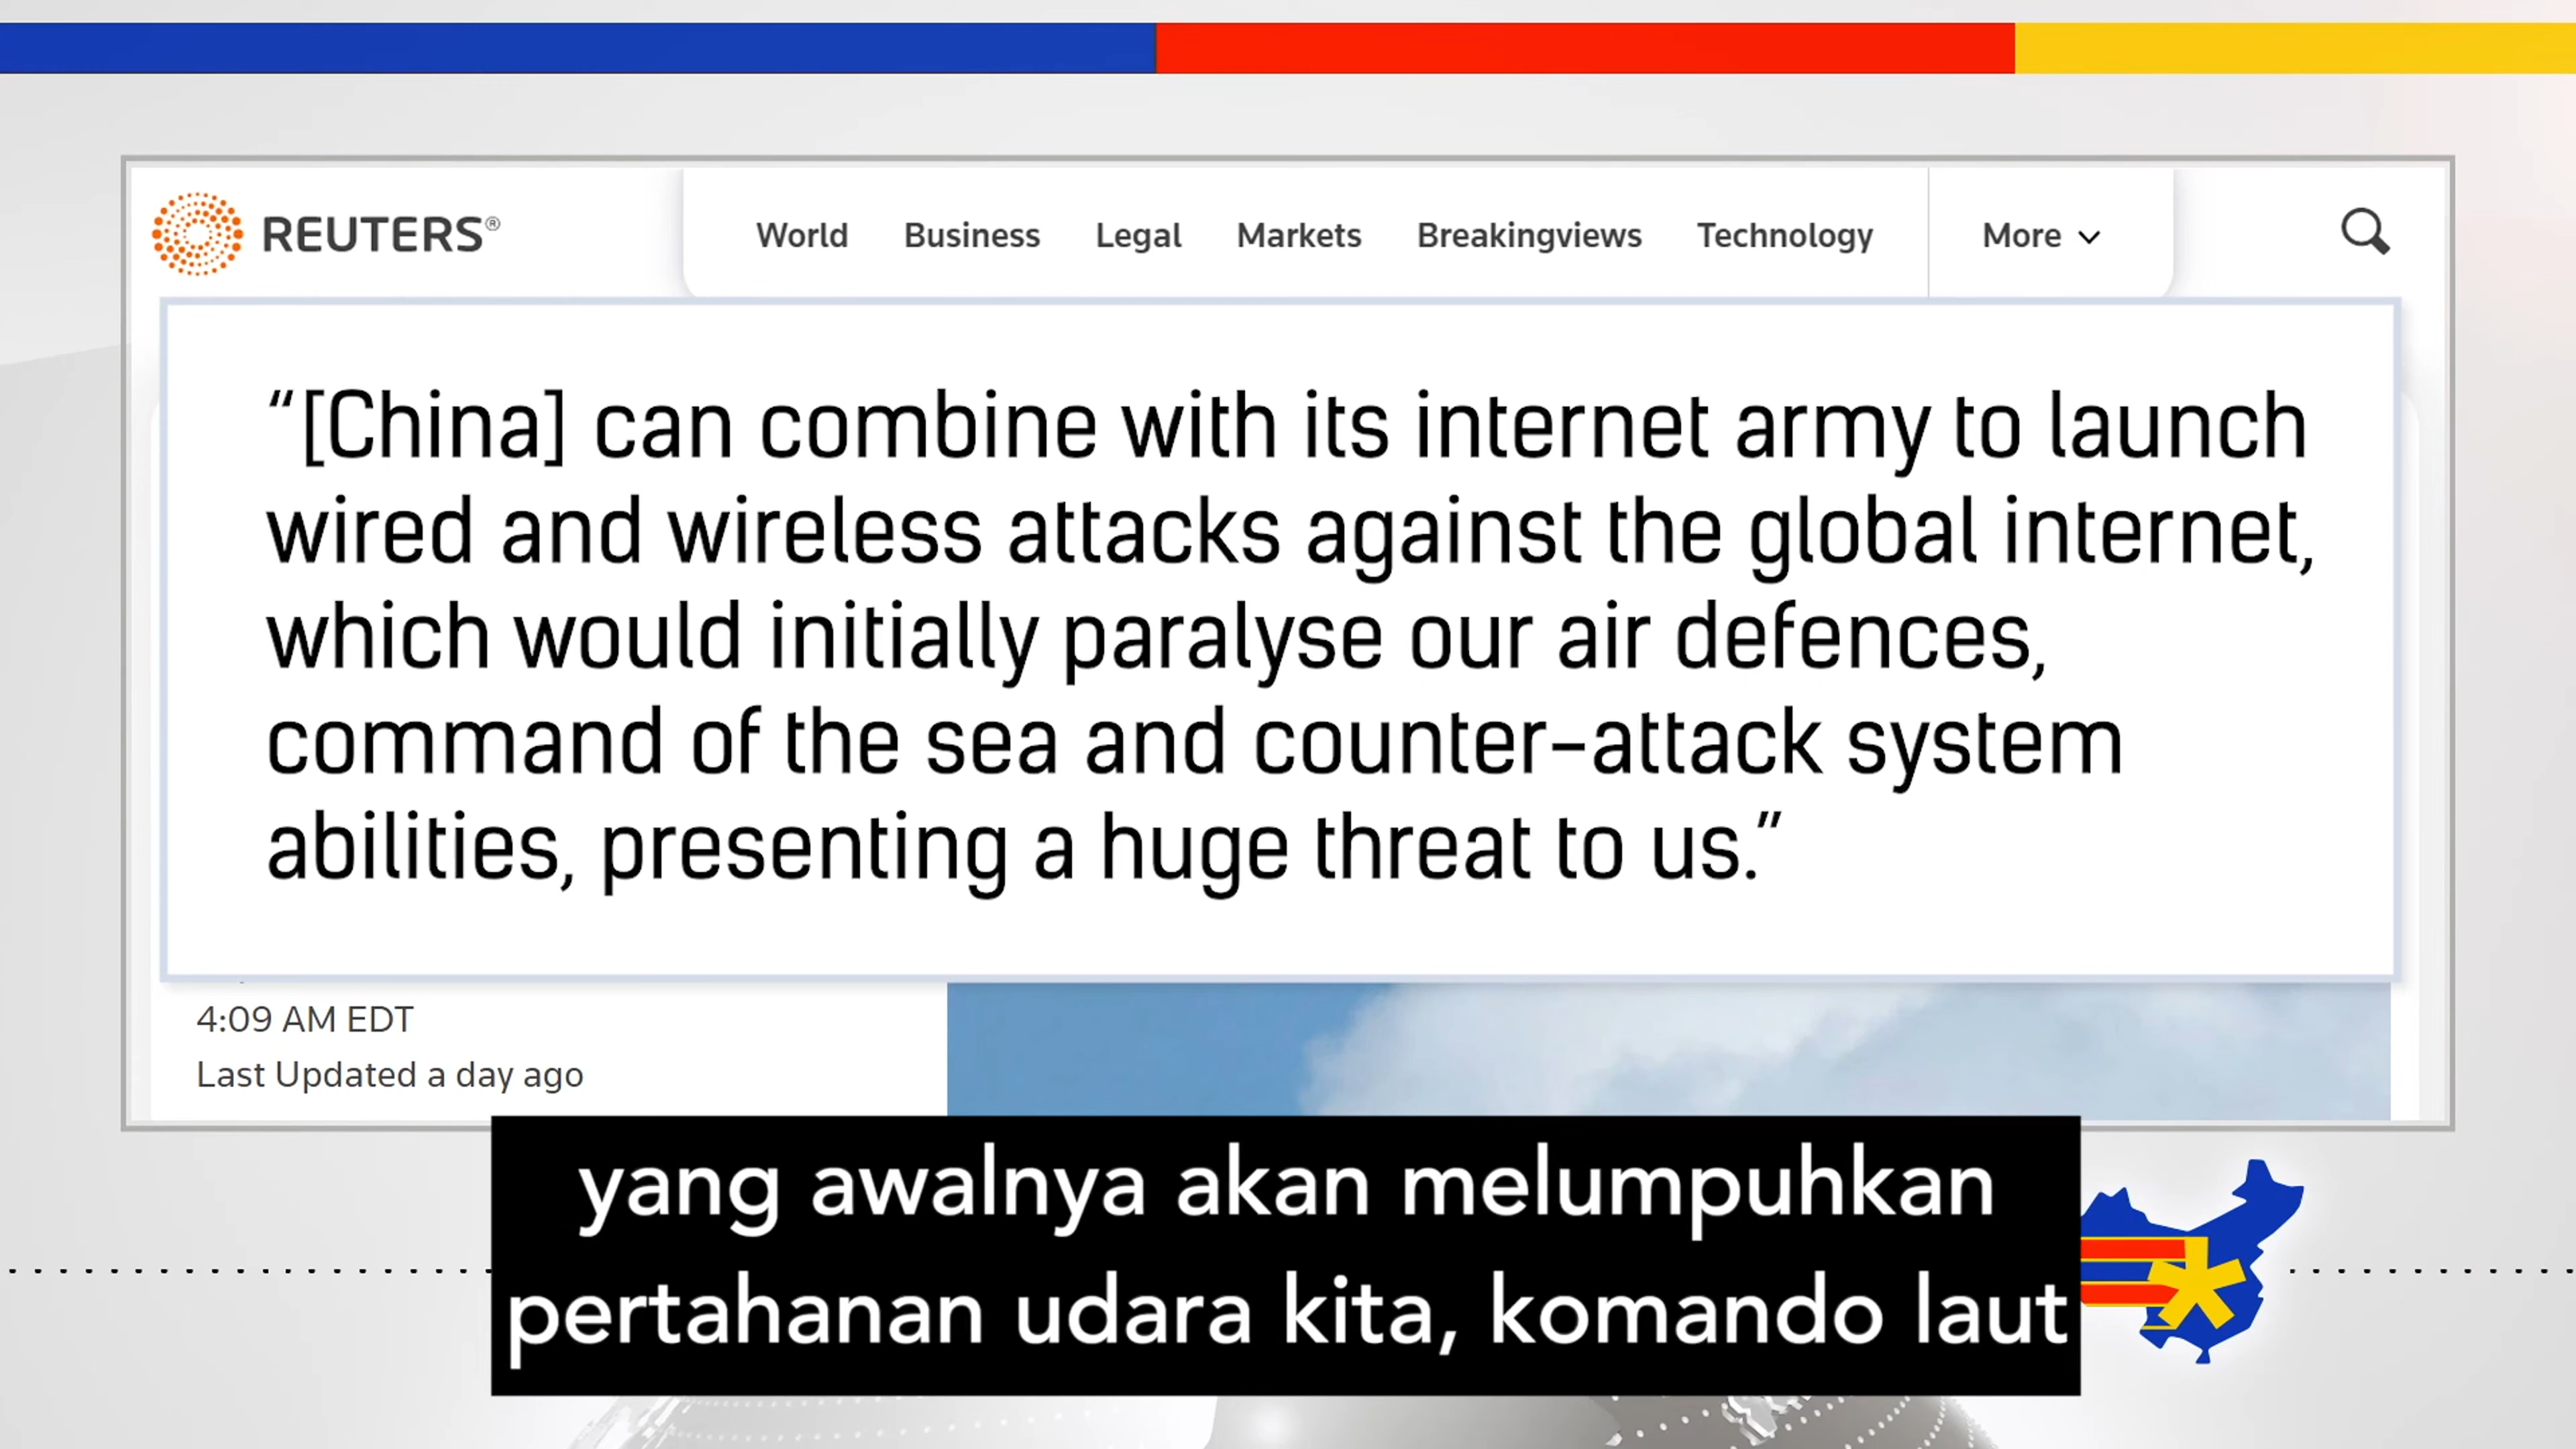 REUTERS®
World Business Legal Markets Breakingviews Technology More
“[China] can combine with its internet army to launch
wired and wireless attacks against the global internet,
which would initially paralyse our air defences,
command of the sea and counter-attack system
abilities, presenting a huge threat to us.”
4:09 AM EDT
Last Updated a day ago
yang awalnya akan melumpuhkan
pertahanan udara kita, komando laut